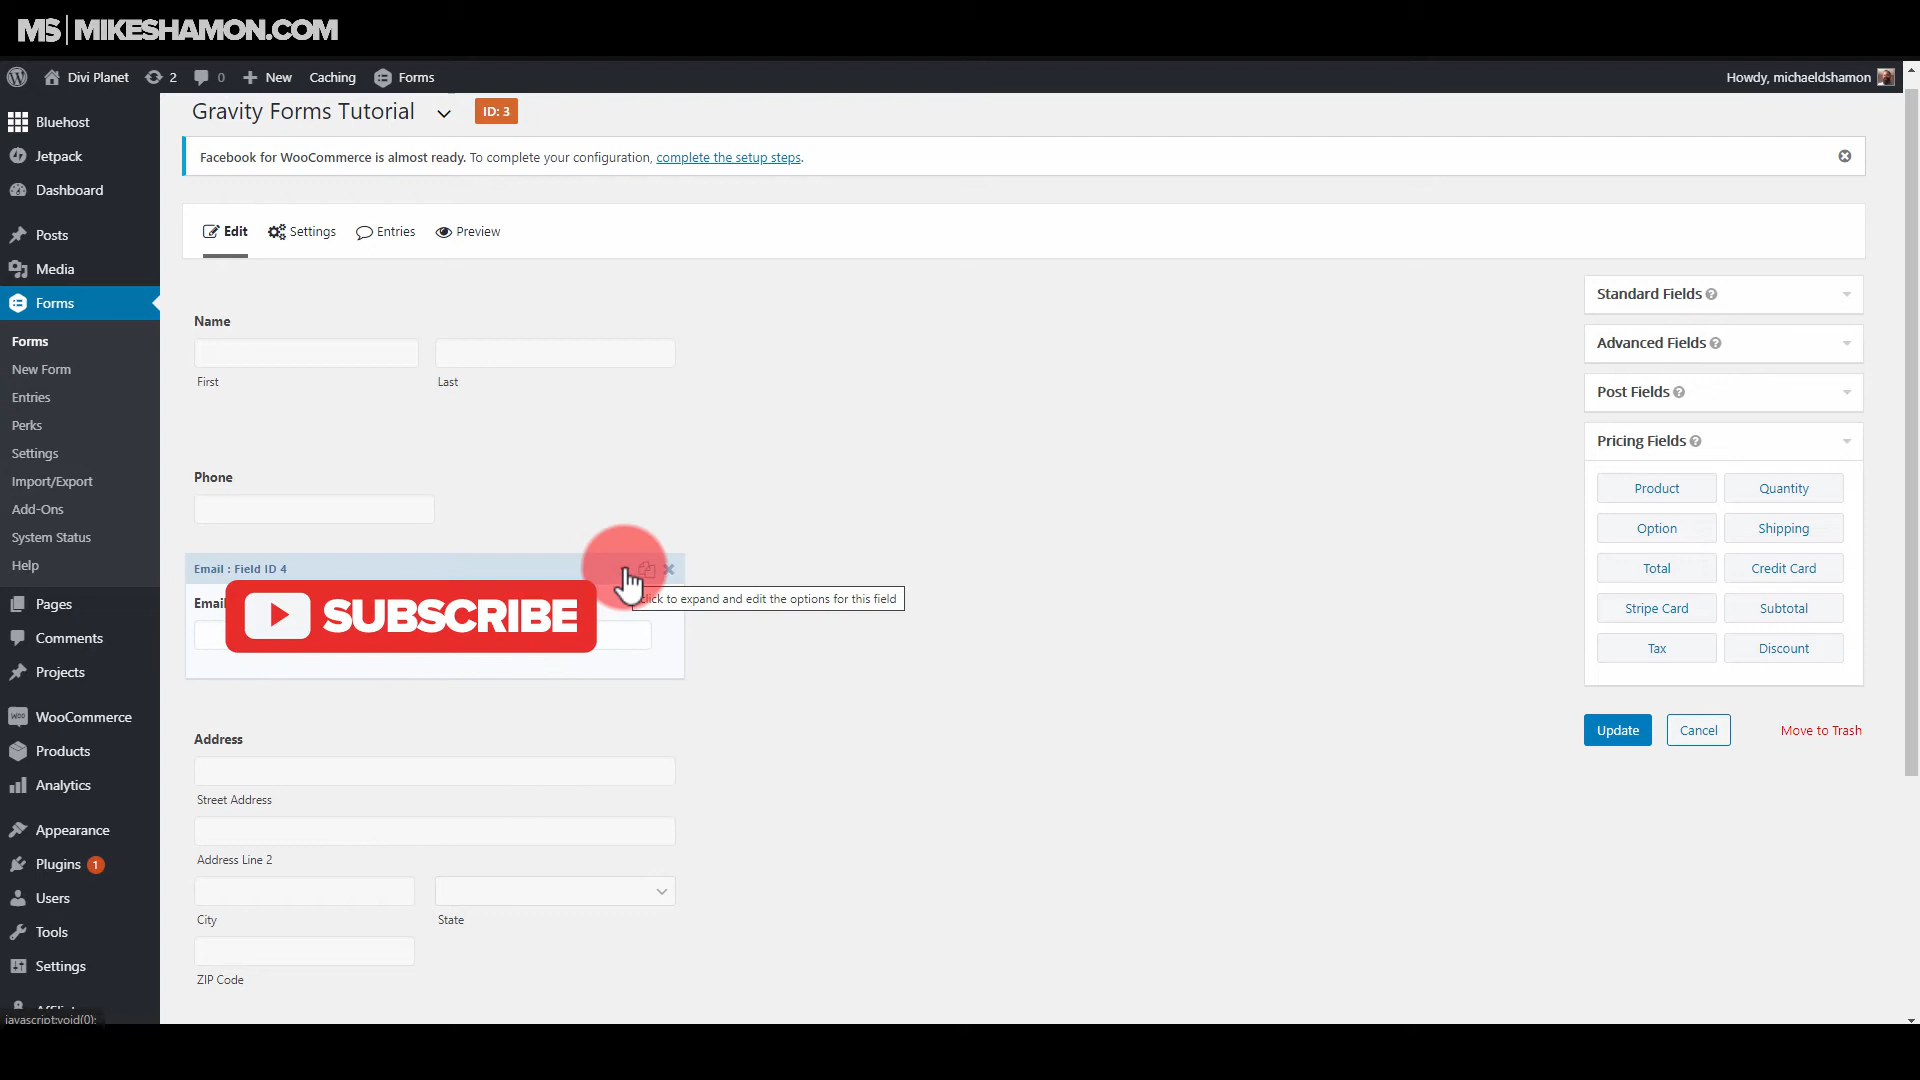 MS | MIKESHAMON.COM
Divi Planet 2 0 New Caching Forms Howdy, michaeldshamon
Bluehost
Jetpack
Dashboard
Posts
Media
Forms
Forms
New Form
Entries
Perks
Settings
Import/Export
Add-Ons
System Status
Help
Pages
Comments
Projects
WooCommerce
Products
Analytics
Appearance
Plugins 1
Users
Tools
Settings
javascript:void(0);
Gravity Forms Tutorial ID: 3
Facebook for WooCommerce is almost ready. To complete your configuration, complete the setup steps.
Edit Settings Entries Preview
Name
First Last
Phone
Email : Field ID 4
click to expand and edit the options for this field
Email
SUBSCRIBE
Address
Street Address
Address Line 2
City State
ZIP Code
Standard Fields
Advanced Fields
Post Fields
Pricing Fields
Product Quantity
Option Shipping
Total Credit Card
Stripe Card Subtotal
Tax Discount
Update Cancel Move to Trash